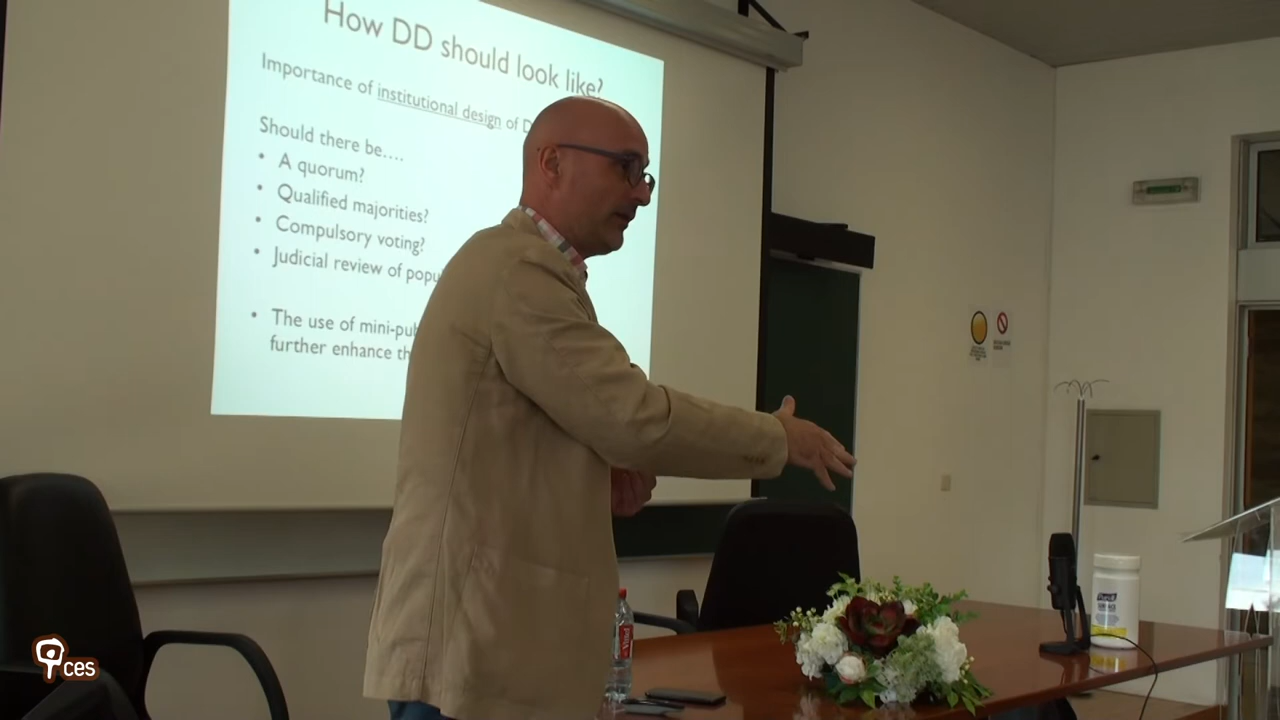 How DD should look like?
Importance of institutional design of D
Should there be....
• A quorum?
• Qualified majorities?
• Compulsory voting?
• Judicial review of popu
• The use of mini-pub
further enhance th
ces